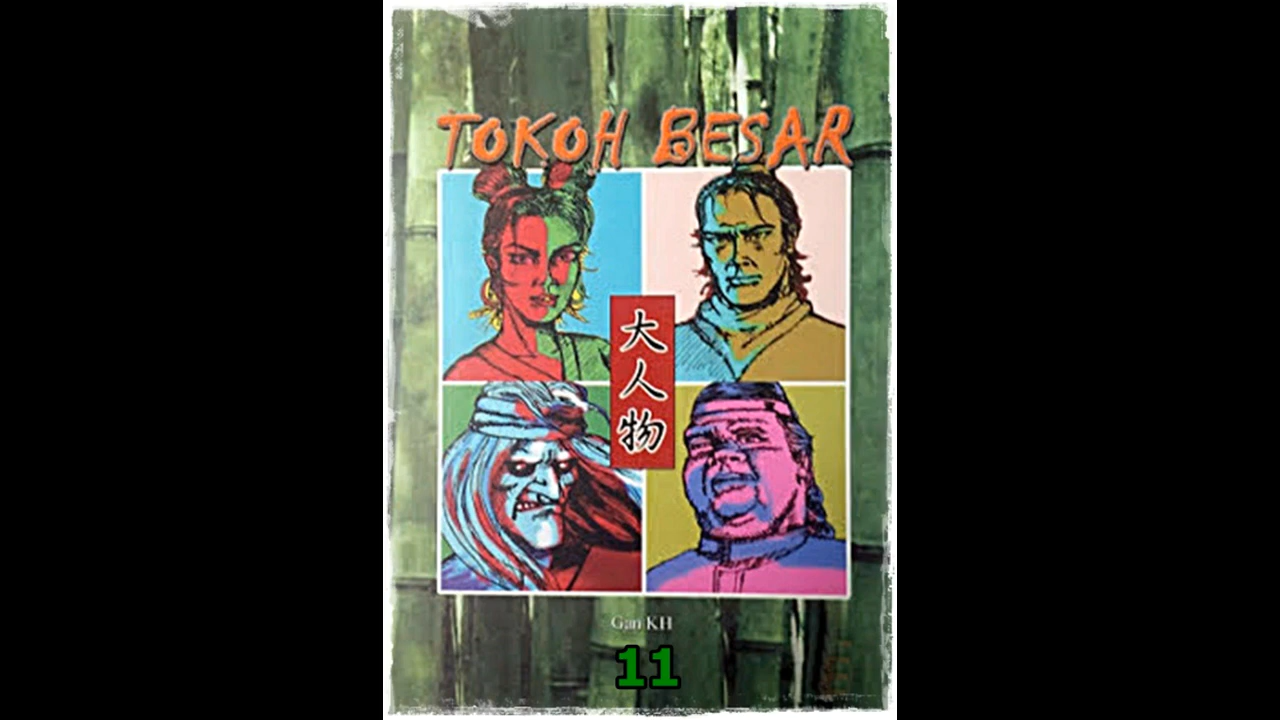 TOKOH BESAR
大
人
物
Gan KH
11